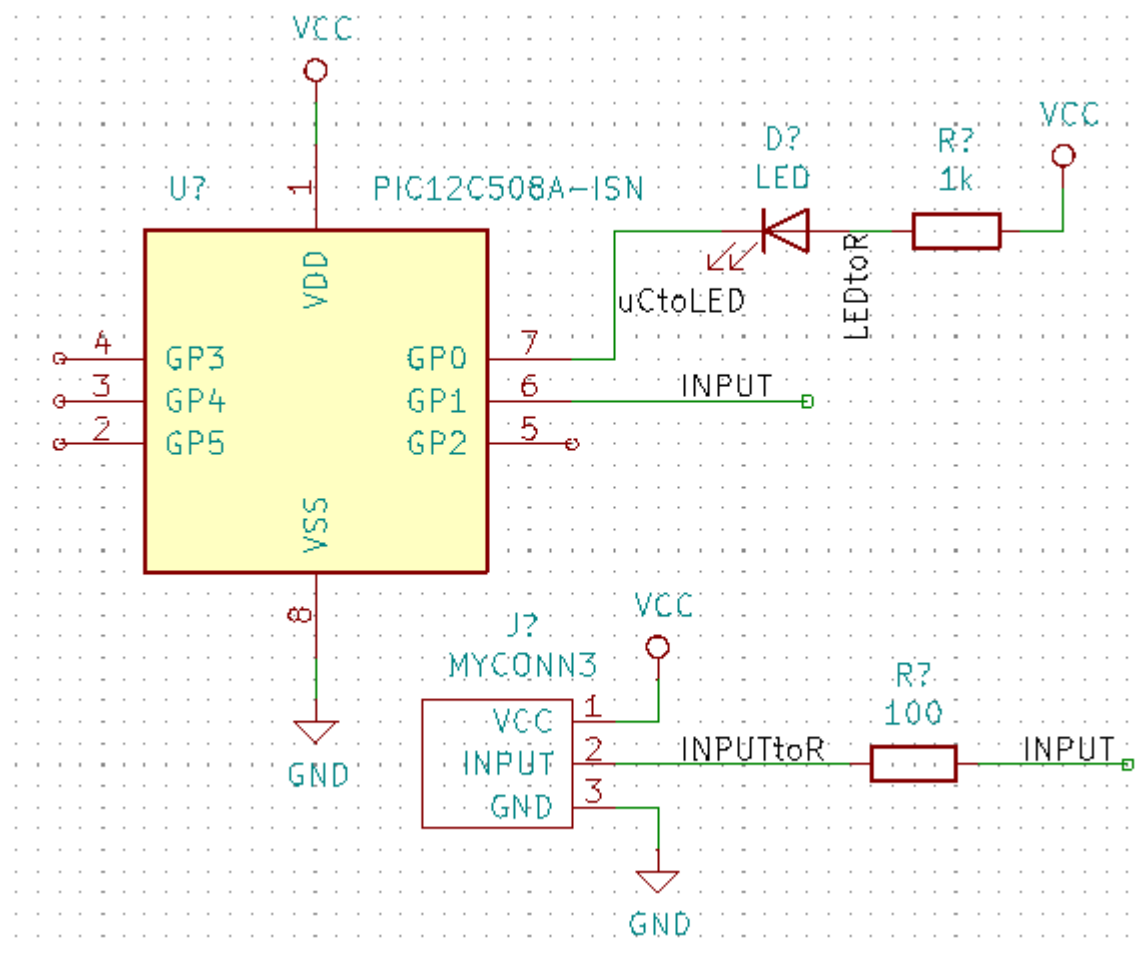 VCC
VCC
D?
R?
U?
PIC12C508A-ISN
LED
1k
1
VDD
LEDtoR
uCtoLED
4
GP3
GP0
7
3
GP4
GP1
6
INPUT
2
GP5
GP2
5
VSS
8
VCC
J?
MYCONN3
R?
100
VCC
1
INPUT
2
INPUTtoR
INPUT
GND
3
GND
GND